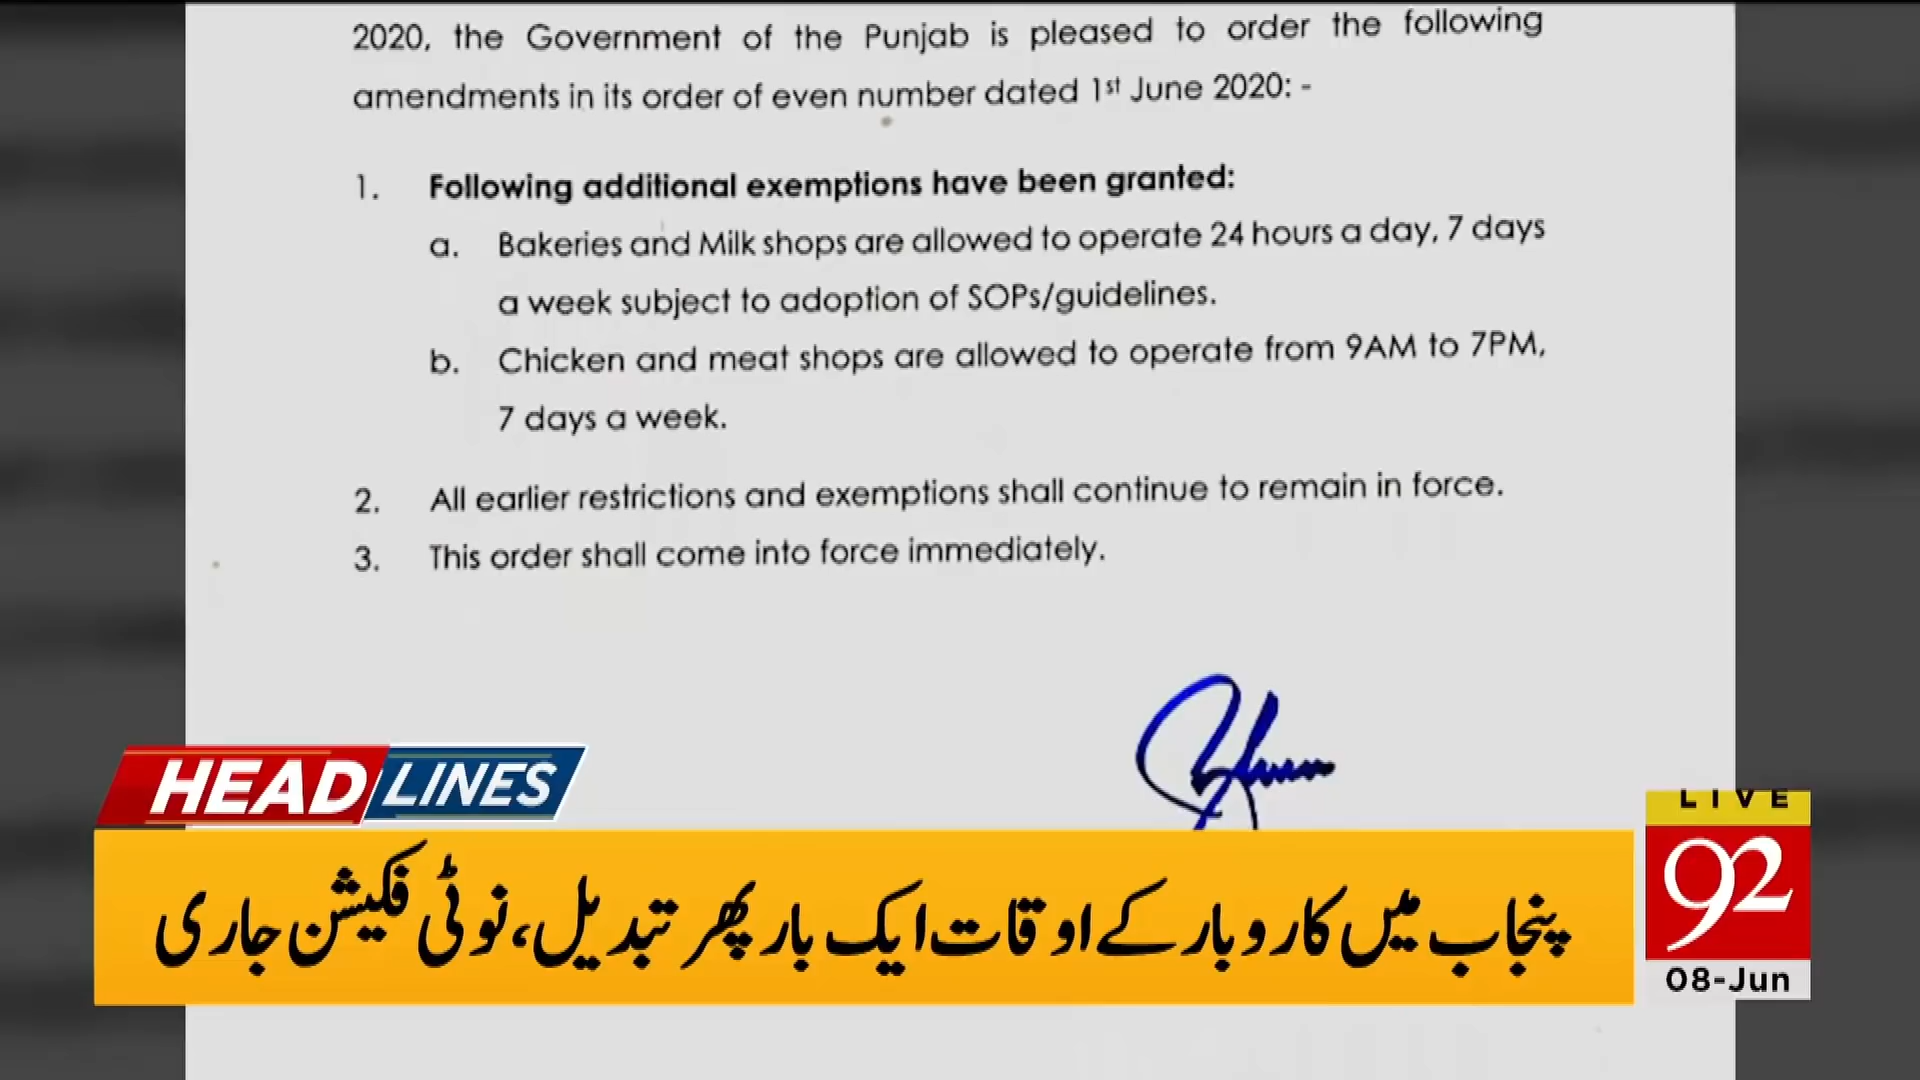 2020, the Government of the Punjab is pleased to order the following
amendments in its order of even number dated 1st June 2020: -
1. Following additional exemptions have been granted:
a. Bakeries and Milk shops are allowed to operate 24 hours a day, 7 days
a week subject to adoption of SOPs/guidelines.
b. Chicken and meat shops are allowed to operate from 9AM to 7PM,
7 days a week.
2. All earlier restrictions and exemptions shall continue to remain in force.
3. This order shall come into force immediately.
HEADLINES
پنجاب میں کاروبار کے اوقات ایک بار پھر تبدیل، نوٹی فکیشن جاری
LIVE
92
08-Jun